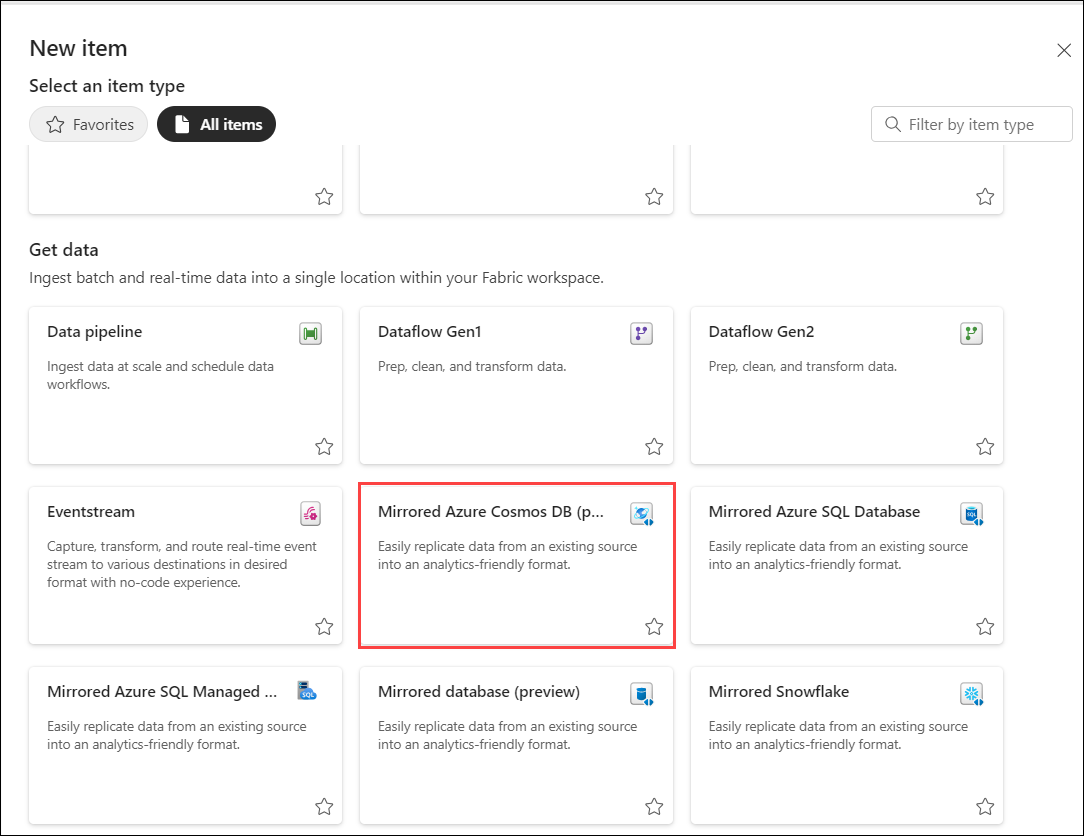 New item
Select an item type
Favorites
All items
Filter by item type
Get data
Ingest batch and real-time data into a single location within your Fabric workspace.
Data pipeline
Ingest data at scale and schedule data
workflows.
Dataflow Gen1
Prep, clean, and transform data.
Dataflow Gen2
Prep, clean, and transform data.
Eventstream
Capture, transform, and route real-time event
stream to various destinations in desired
format with no-code experience.
Mirrored Azure Cosmos DB (p...
Easily replicate data from an existing source
into an analytics-friendly format.
Mirrored Azure SQL Database
SQL
Easily replicate data from an existing source
into an analytics-friendly format.
Mirrored Azure SQL Managed ...
SQL
Easily replicate data from an existing source
into an analytics-friendly format.
Mirrored database (preview)
Easily replicate data from an existing source
into an analytics-friendly format.
Mirrored Snowflake
Easily replicate data from an existing source
into an analytics-friendly format.